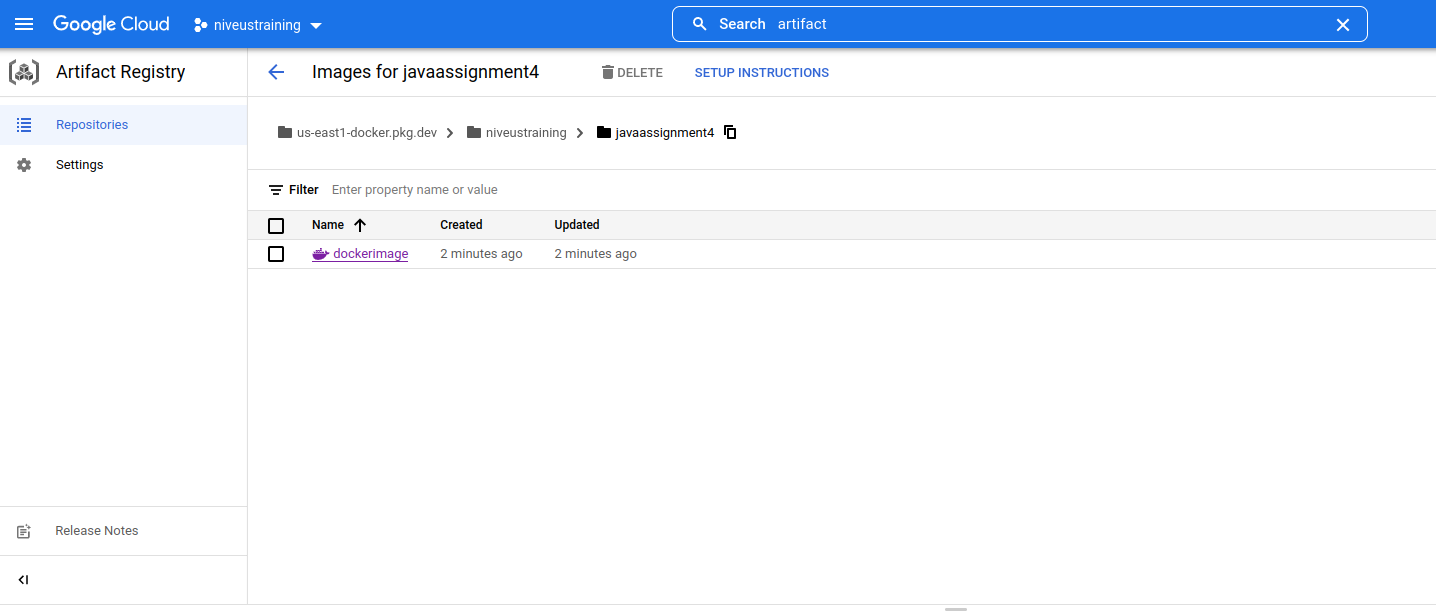 Google Cloud niveustraining Search artifact
Artifact Registry
Images for javaassignment4 DELETE SETUP INSTRUCTIONS
Repositories
Settings
us-east1-docker.pkg.dev niveustraining javaassignment4
Filter Enter property name or value
Name Created Updated
dockerimage 2 minutes ago 2 minutes ago
Release Notes